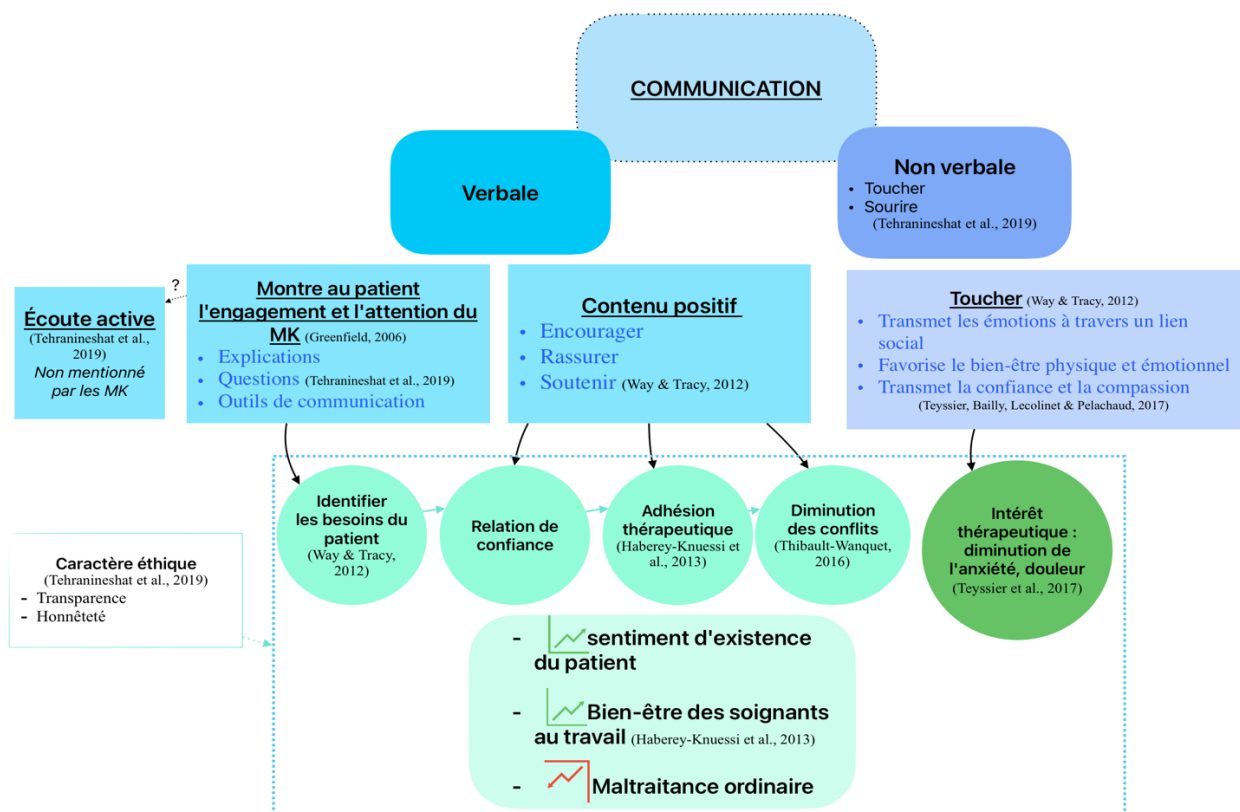 COMMUNICATION
Verbale
Non verbale
• Toucher
• Sourire
(Tehranineshat et al., 2019)
?
Écoute active
(Tehranineshat et al.,
2019)
Non mentionné
par les MK
Montre au patient
l'engagement et l'attention du
MK (Greenfield, 2006)
• Explications
• Questions (Tehranineshat et al., 2019)
• Outils de communication
Contenu positif
• Encourager
• Rassurer
• Soutenir (Way & Tracy, 2012)
Toucher (Way & Tracy, 2012)
• Transmet les émotions à travers un lien
social
• Favorise le bien-être physique et émotionnel
• Transmet la confiance et la compassion
(Teyssier, Bailly, Lecolinet & Pelachaud, 2017)
Identifier
les besoins du
patient
(Way & Tracy,
2012)
Relation de
confiance
Adhésion
thérapeutique
(Haberey-Knuessi et
al., 2013)
Diminution
des conflits
(Thibault-Wanquet,
2016)
Intérêt
thérapeutique :
diminution de
l'anxiété, douleur
(Teyssier et al., 2017)
Caractère éthique
(Tehranineshat et al., 2019)
- Transparence
- Honnêteté
- sentiment d'existence
du patient
- Bien-être des soignants
au travail (Haberey-Knuessi et al., 2013)
- Maltraitance ordinaire